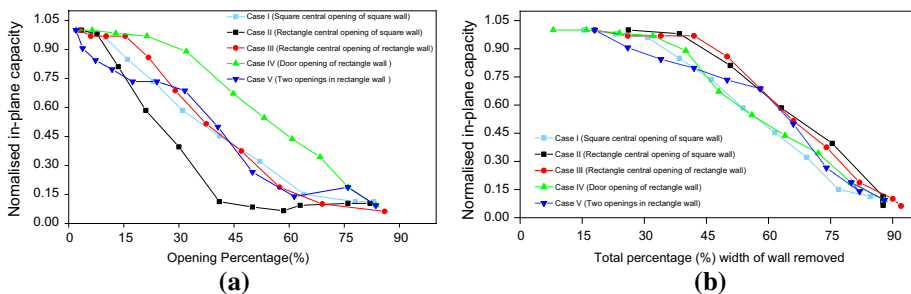 Normalised in-plane capacity
1.05
0.90
0.75
0.60
0.45
0.30
0.15
0.00
0
15
30
45
60
75
90
Opening Percentage(%)
Case I (Square central opening of square wall)
Case II (Rectangle central opening of square wall)
Case III (Rectangle central opening of rectangle wall)
Case IV (Door opening of rectangle wall )
Case V (Two openings in rectangle wall )
(a)
Normalised in-plane capacity
1.05
0.90
0.75
0.60
0.45
0.30
0.15
0.00
0
15
30
45
60
75
90
Total percentage (%) width of wall removed
Case I (Square central opening of square wall)
Case II (Rectangle central opening of square wall)
Case III (Rectangle central opening of rectangle wall)
Case IV (Door opening of rectangle wall)
Case V (Two openings in rectangle wall)
(b)